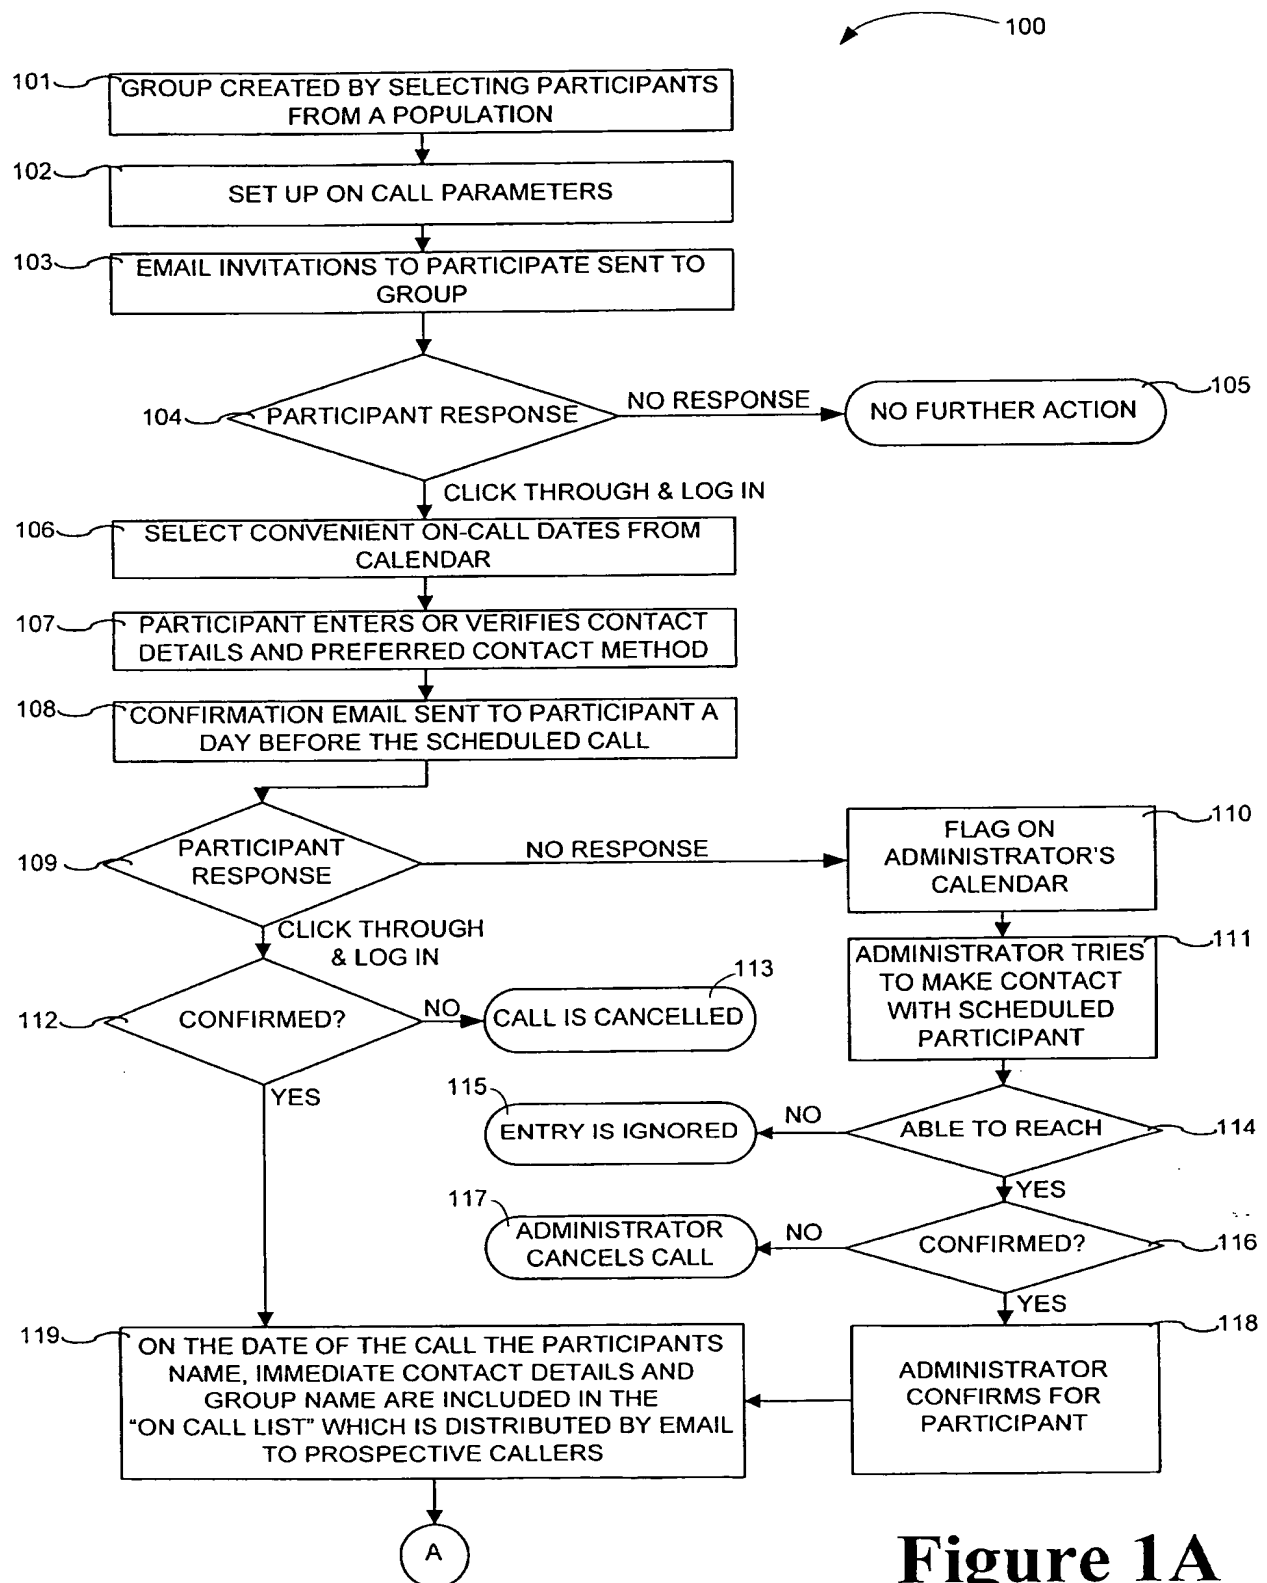 100
101
GROUP CREATED BY SELECTING PARTICIPANTS
FROM A POPULATION
102
SET UP ON CALL PARAMETERS
103
EMAIL INVITATIONS TO PARTICIPATE SENT TO
GROUP
104
PARTICIPANT RESPONSE
NO RESPONSE
NO FURTHER ACTION
105
CLICK THROUGH & LOG IN
106
SELECT CONVENIENT ON-CALL DATES FROM
CALENDAR
107
PARTICIPANT ENTERS OR VERIFIES CONTACT
DETAILS AND PREFERRED CONTACT METHOD
108
CONFIRMATION EMAIL SENT TO PARTICIPANT A
DAY BEFORE THE SCHEDULED CALL
109
PARTICIPANT
RESPONSE
NO RESPONSE
110
FLAG ON
ADMINISTRATOR'S
CALENDAR
CLICK THROUGH
& LOG IN
111
ADMINISTRATOR TRIES
TO MAKE CONTACT
WITH SCHEDULED
PARTICIPANT
112
CONFIRMED?
NO
113
CALL IS CANCELLED
YES
115
ENTRY IS IGNORED
NO
ABLE TO REACH
114
YES
117
ADMINISTRATOR
CANCELS CALL
NO
CONFIRMED?
116
YES
119
ON THE DATE OF THE CALL THE PARTICIPANTS
NAME, IMMEDIATE CONTACT DETAILS AND
GROUP NAME ARE INCLUDED IN THE
“ON CALL LIST” WHICH IS DISTRIBUTED BY EMAIL
TO PROSPECTIVE CALLERS
118
ADMINISTRATOR
CONFIRMS FOR
PARTICIPANT
A
Figure 1A